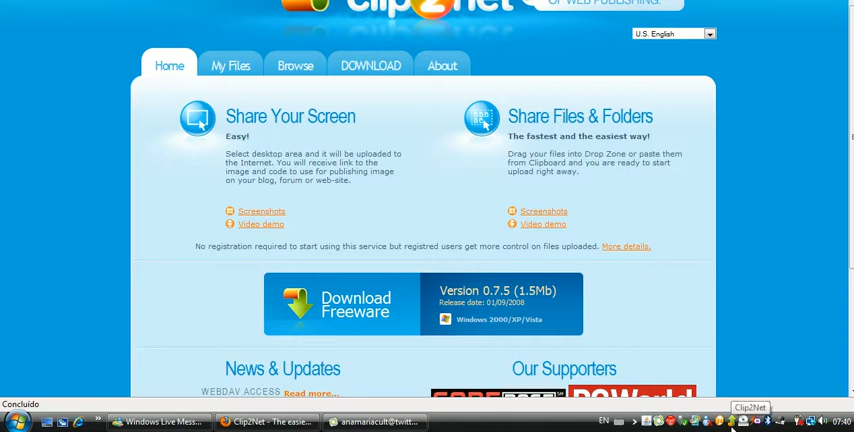 clip2net
OF WEB PUBLISHING.
U.S. English
Home My Files Browse DOWNLOAD About
Share Your Screen
Easy!
Select desktop area and it will be uploaded to
the Internet. You will receive link to the
image and code to use for publishing image
on your blog, forum or web-site.
Screenshots
Video demo
Share Files & Folders
The fastest and the easiest way!
Drag your files into Drop Zone or paste them
from Clipboard and you are ready to start
upload right away.
Screenshots
Video demo
No registration required to start using this service but registred users get more control on files uploaded. More details.
Download
Freeware
Version 0.7.5 (1.5Mb)
Release date: 01/09/2008
Windows 2000/XP/Vista
News & Updates
WEBDAV ACCESS Read more...
Our Supporters
Concluído
Clip2Net
Windows Live Mess... Clip2Net - The easie... anamariacult@twitt... EN 07:40